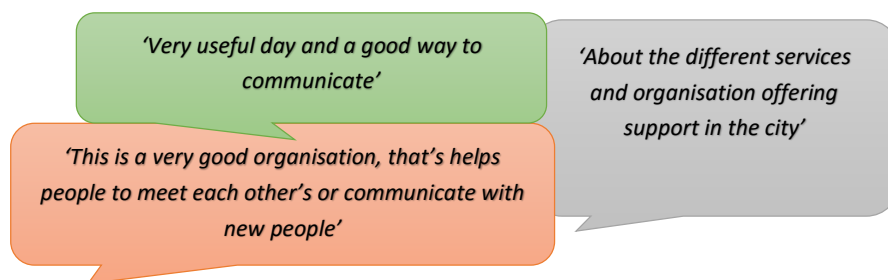 ‘Very useful day and a good way to
communicate’
‘About the different services
and organisation offering
support in the city’
‘This is a very good organisation, that’s helps
people to meet each other’s or communicate with
new people’